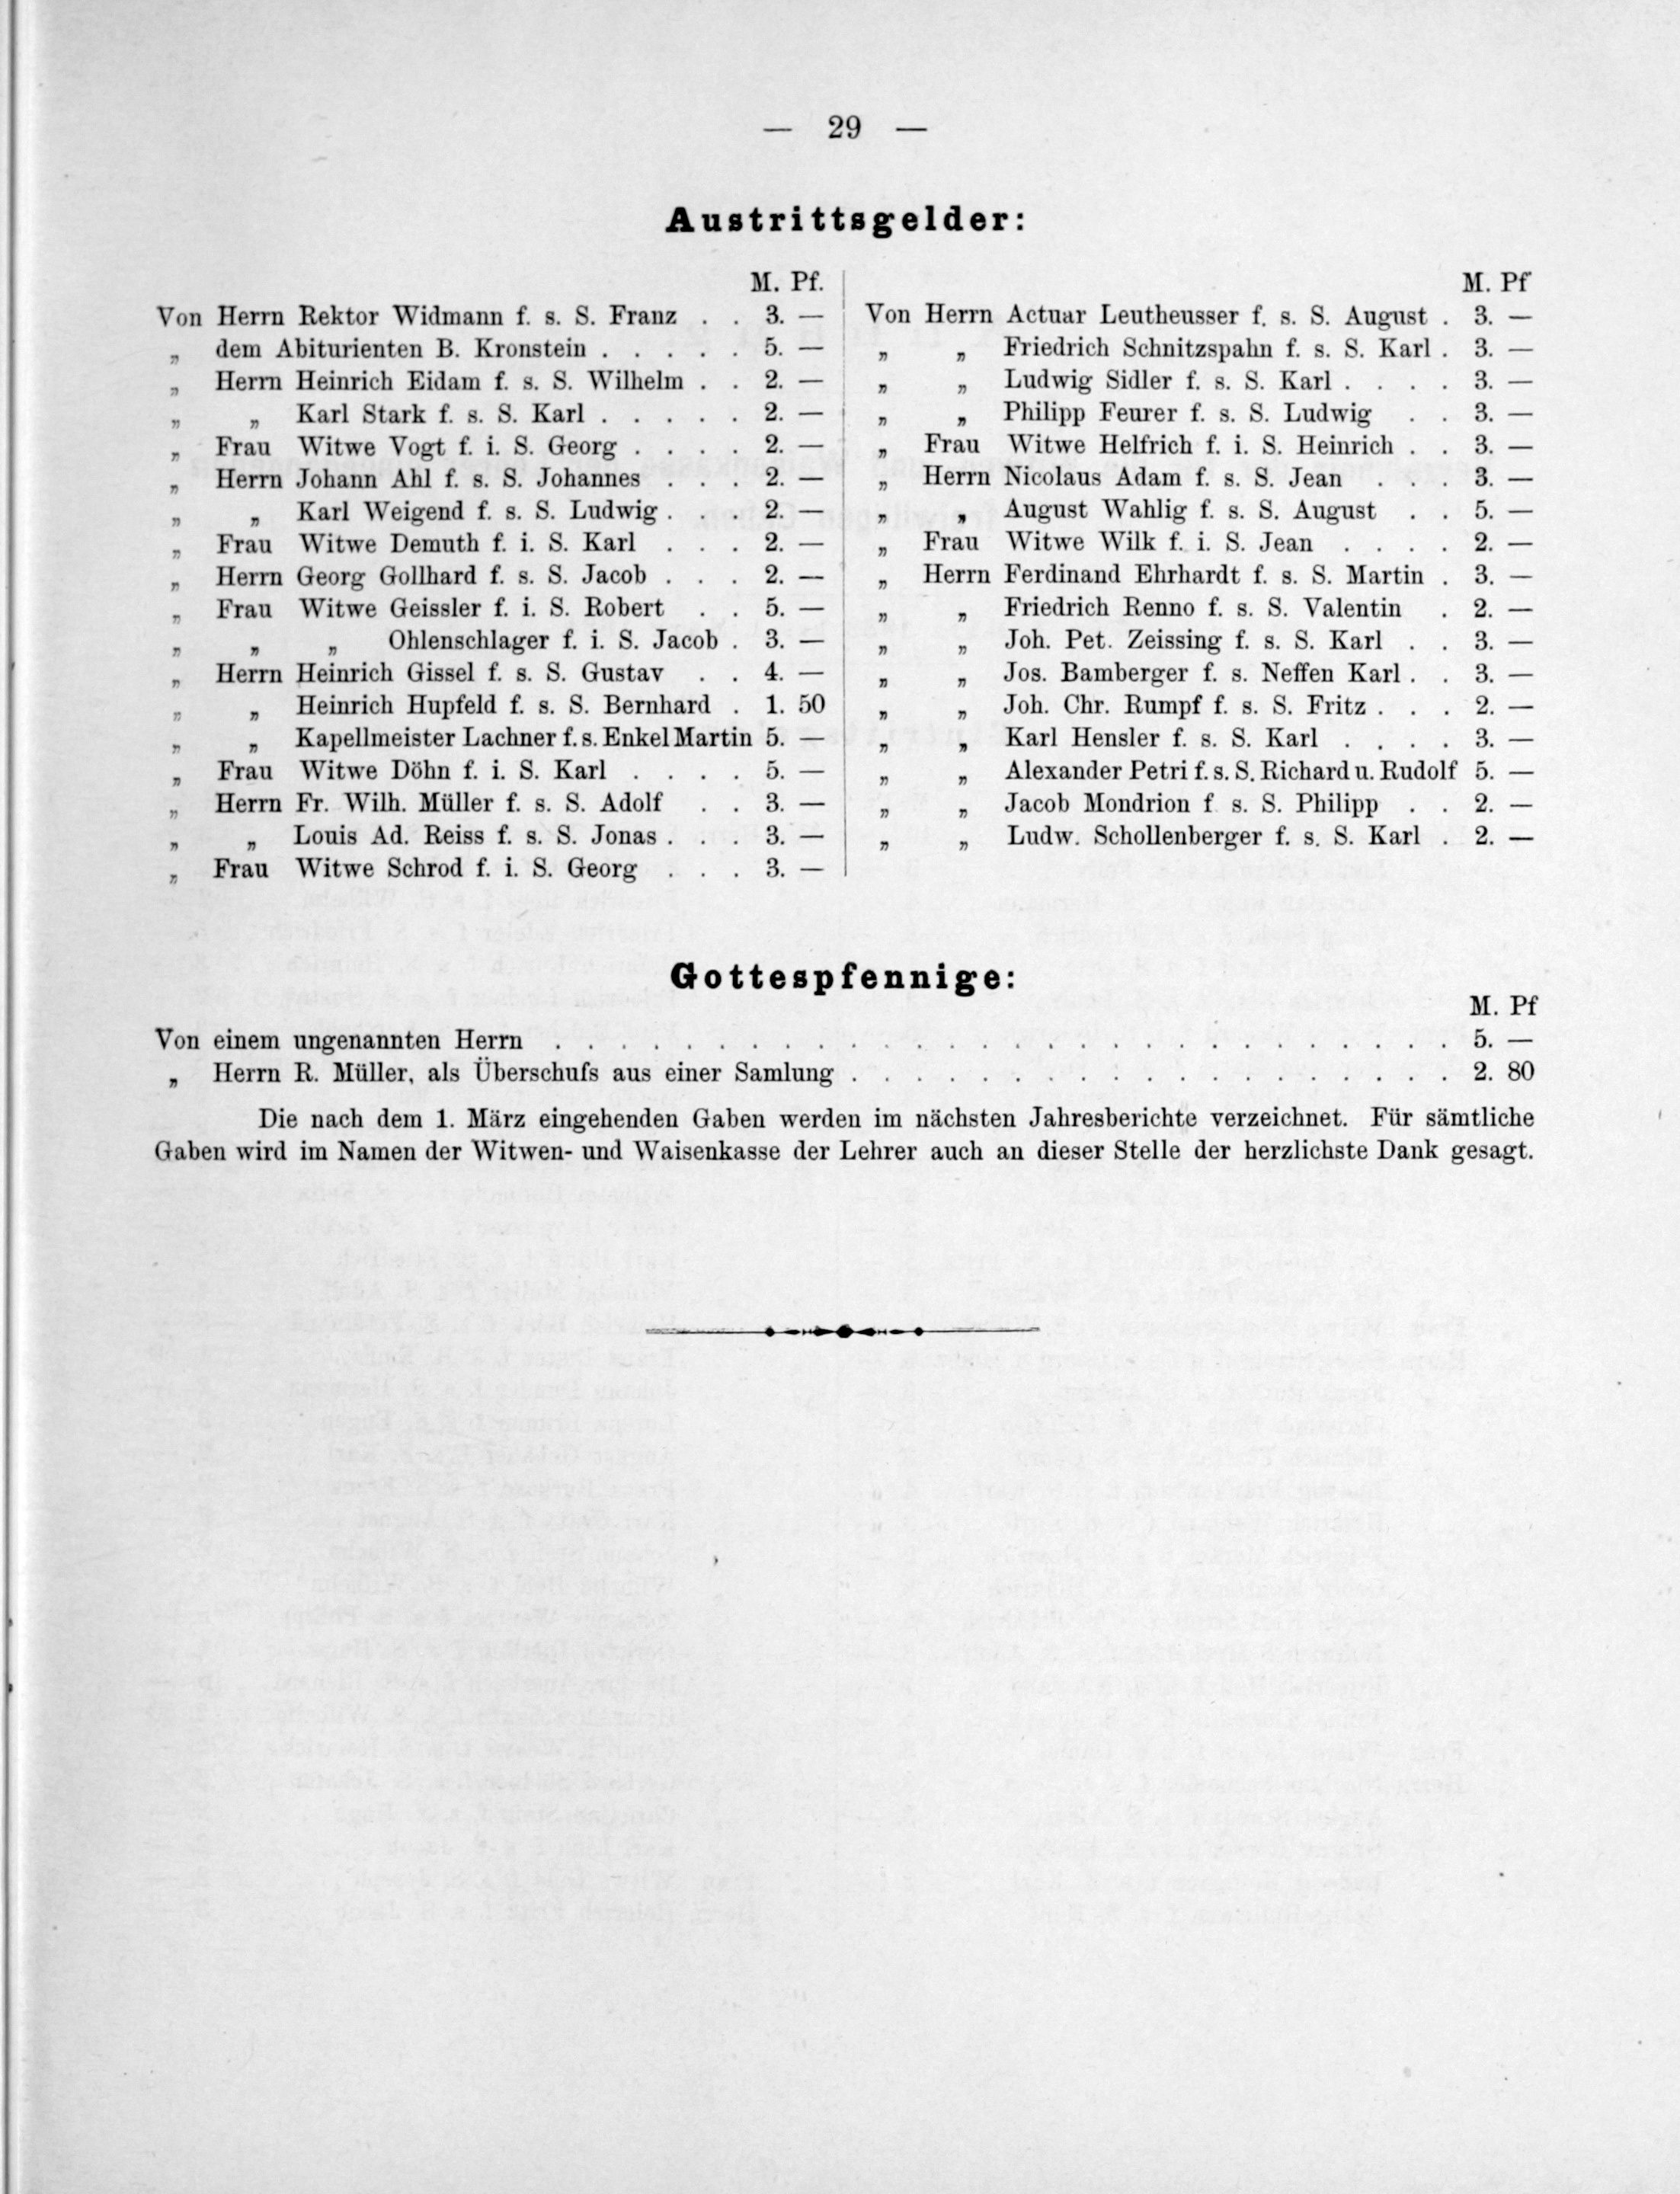 — 29 —
Austrittsgelder:
M. Pf.
Von Herrn Rektor Widmann f. s. S. Franz . . 3. —
„ dem Abiturienten B. Kronstein . . . . . 5. —
„ Herrn Heinrich Eidam f. s. S. Wilhelm . . 2. —
„ „ Karl Stark f. s. S. Karl . . . . . 2. —
„ Frau Witwe Vogt f. i. S. Georg . . . . 2. —
„ Herrn Johann Ahl f. s. S. Johannes . . . 2. —
„ „ Karl Weigend f. s. S. Ludwig . . . 2. —
„ Frau Witwe Demuth f. i. S. Karl . . . 2. —
„ Herrn Georg Gollhard f. s. S. Jacob . . . 2. —
„ Frau Witwe Geissler f. i. S. Robert . . 5. —
„ „ „ Ohlenschlager f. i. S. Jacob . 3. —
„ Herrn Heinrich Gissel f. s. S. Gustav . . 4. —
„ „ Heinrich Hupfeld f. s. S. Bernhard . 1. 50
„ „ Kapellmeister Lachner f. s. Enkel Martin 5. —
„ Frau Witwe Döhn f. i. S. Karl . . . . 5. —
„ Herrn Fr. Wilh. Müller f. s. S. Adolf . . 3. —
„ „ Louis Ad. Reiss f. s. S. Jonas . . . 3. —
„ Frau Witwe Schrod f. i. S. Georg . . . 3. —
M. Pf
Von Herrn Actuar Leutheusser f. s. S. August . 3. —
„ „ Friedrich Schnitzspahn f. s. S. Karl . 3. —
„ „ Ludwig Sidler f. s. S. Karl . . . . 3. —
„ „ Philipp Feurer f. s. S. Ludwig . . 3. —
„ Frau Witwe Helfrich f. i. S. Heinrich . . 3. —
„ Herrn Nicolaus Adam f. s. S. Jean . . . 3. —
„ „ August Wahlig f. s. S. August . . 5. —
„ Frau Witwe Wilk f. i. S. Jean . . . . 2. —
„ Herrn Ferdinand Ehrhardt f. s. S. Martin . 3. —
„ „ Friedrich Renno f. s. S. Valentin . 2. —
„ „ Joh. Pet. Zeissing f. s. S. Karl . . 3. —
„ „ Jos. Bamberger f. s. Neffen Karl . . 3. —
„ „ Joh. Chr. Rumpf f. s. S. Fritz . . . 2. —
„ „ Karl Hensler f. s. S. Karl . . . . 3. —
„ „ Alexander Petri f. s. S. Richard u. Rudolf 5. —
„ „ Jacob Mondrion f s. S. Philipp . . 2. —
„ „ Ludw. Schollenberger f. s. S. Karl . 2. —
Gottespfennige:
M. Pf
Von einem ungenannten Herrn . . . . . . . . . . . . . . . . . . . . . . . . . . . . 5. —
„ Herrn R. Müller, als Überschufs aus einer Samlung . . . . . . . . . . . . . . . . . . . 2. 80
Die nach dem 1. März eingehenden Gaben werden im nächsten Jahresberichte verzeichnet. Für sämtliche
Gaben wird im Namen der Witwen- und Waisenkasse der Lehrer auch an dieser Stelle der herzlichste Dank gesagt.